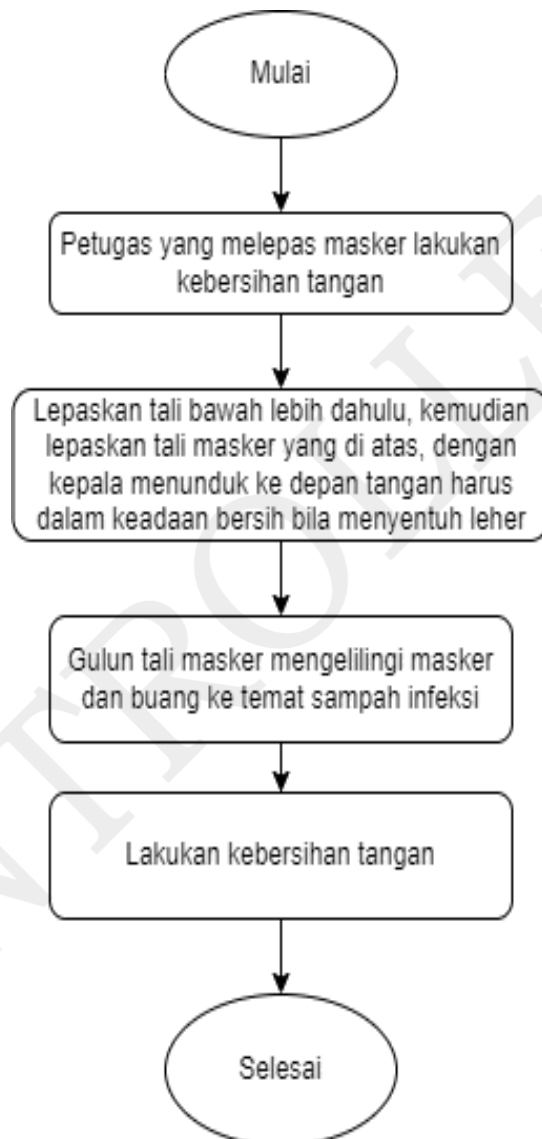 Mulai
Petugas yang melepas masker lakukan
kebersihan tangan
Lepaskan tali bawah lebih dahulu, kemudian
lepaskan tali masker yang di atas, dengan
kepala menunduk ke depan tangan harus
dalam keadaan bersih bila menyentuh leher
Gulun tali masker mengelilingi masker
dan buang ke temat sampah infeksi
Lakukan kebersihan tangan
Selesai